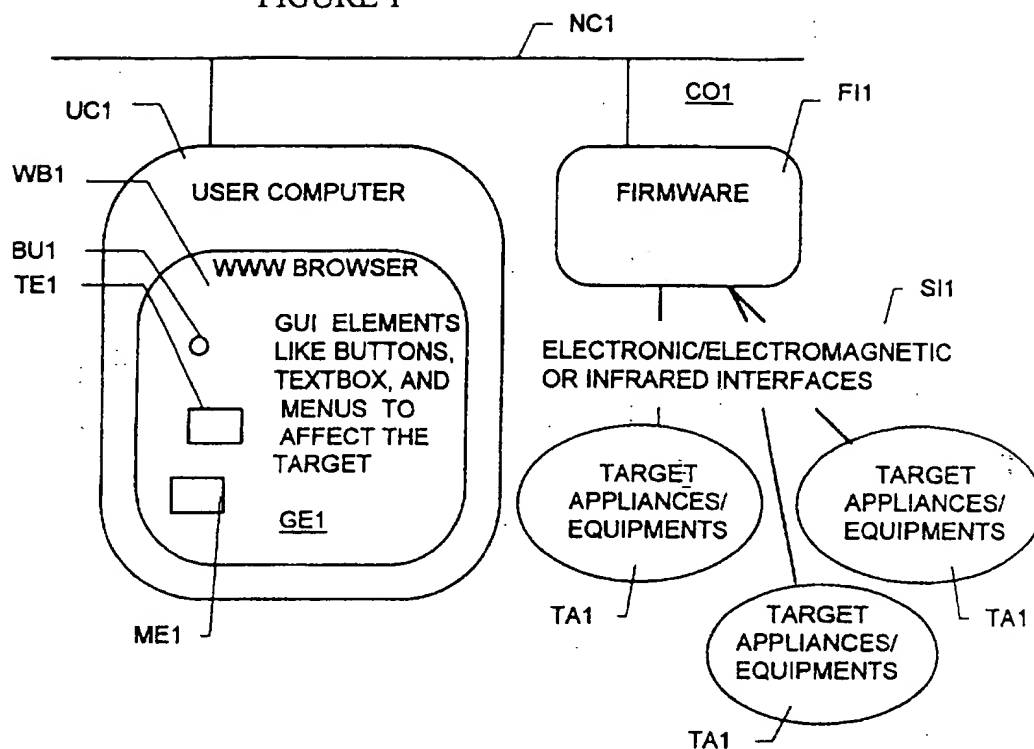 FIGURE 1
NC1
CO1
FI1
UC1
WB1
USER COMPUTER
FIRMWARE
BU1
TE1
WWW BROWSER
SI1
GUI ELEMENTS
LIKE BUTTONS,
TEXTBOX, AND
MENUS TO
AFFECT THE
TARGET
GE1
ELECTRONIC/ELECTROMAGNETIC
OR INFRARED INTERFACES
TARGET
APPLIANCES/
EQUIPMENTS
TARGET
APPLIANCES/
EQUIPMENTS
TA1
TA1
ME1
TARGET
APPLIANCES/
EQUIPMENTS
TA1